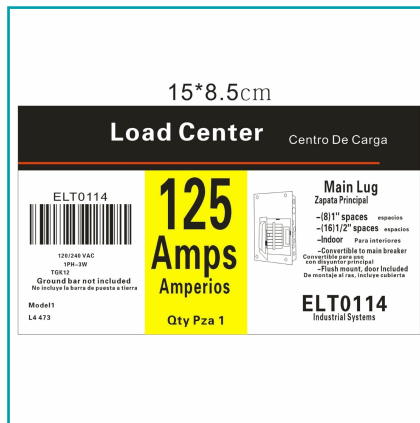 15*8.5cm
Load Center Centro De Carga
ELT0114
120/240 VAC
1PH-3W
TGK12
Ground bar not included
No incluye la barra de puesta a tierra
Model1
L4 473
125
Amps
Amperios
Qty Pza 1
Main Lug
Zapata Principal
-(8)1" spaces espacios
-(16)1/2" spaces espacios
-Indoor Para interiores
-Convertible to main breaker
Convertible para uso
con disyuntor principal
-Flush mount, door Included
De montaje al ras, incluye cubierta
ELT0114
Industrial Systems